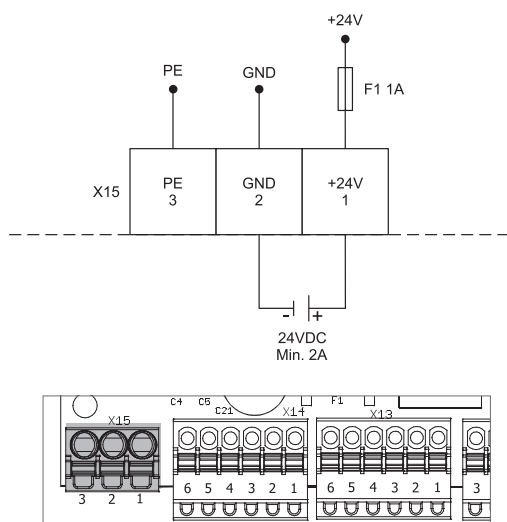 +24V
PE GND
F1 1A
X15 PE GND +24V
3 2 1
- +
24VDC
Min. 2A
C4 C6 F1
X15 C21 X14 X13
6 5 4 3 2 1 6 5 4 3 2 1 3
3 2 1